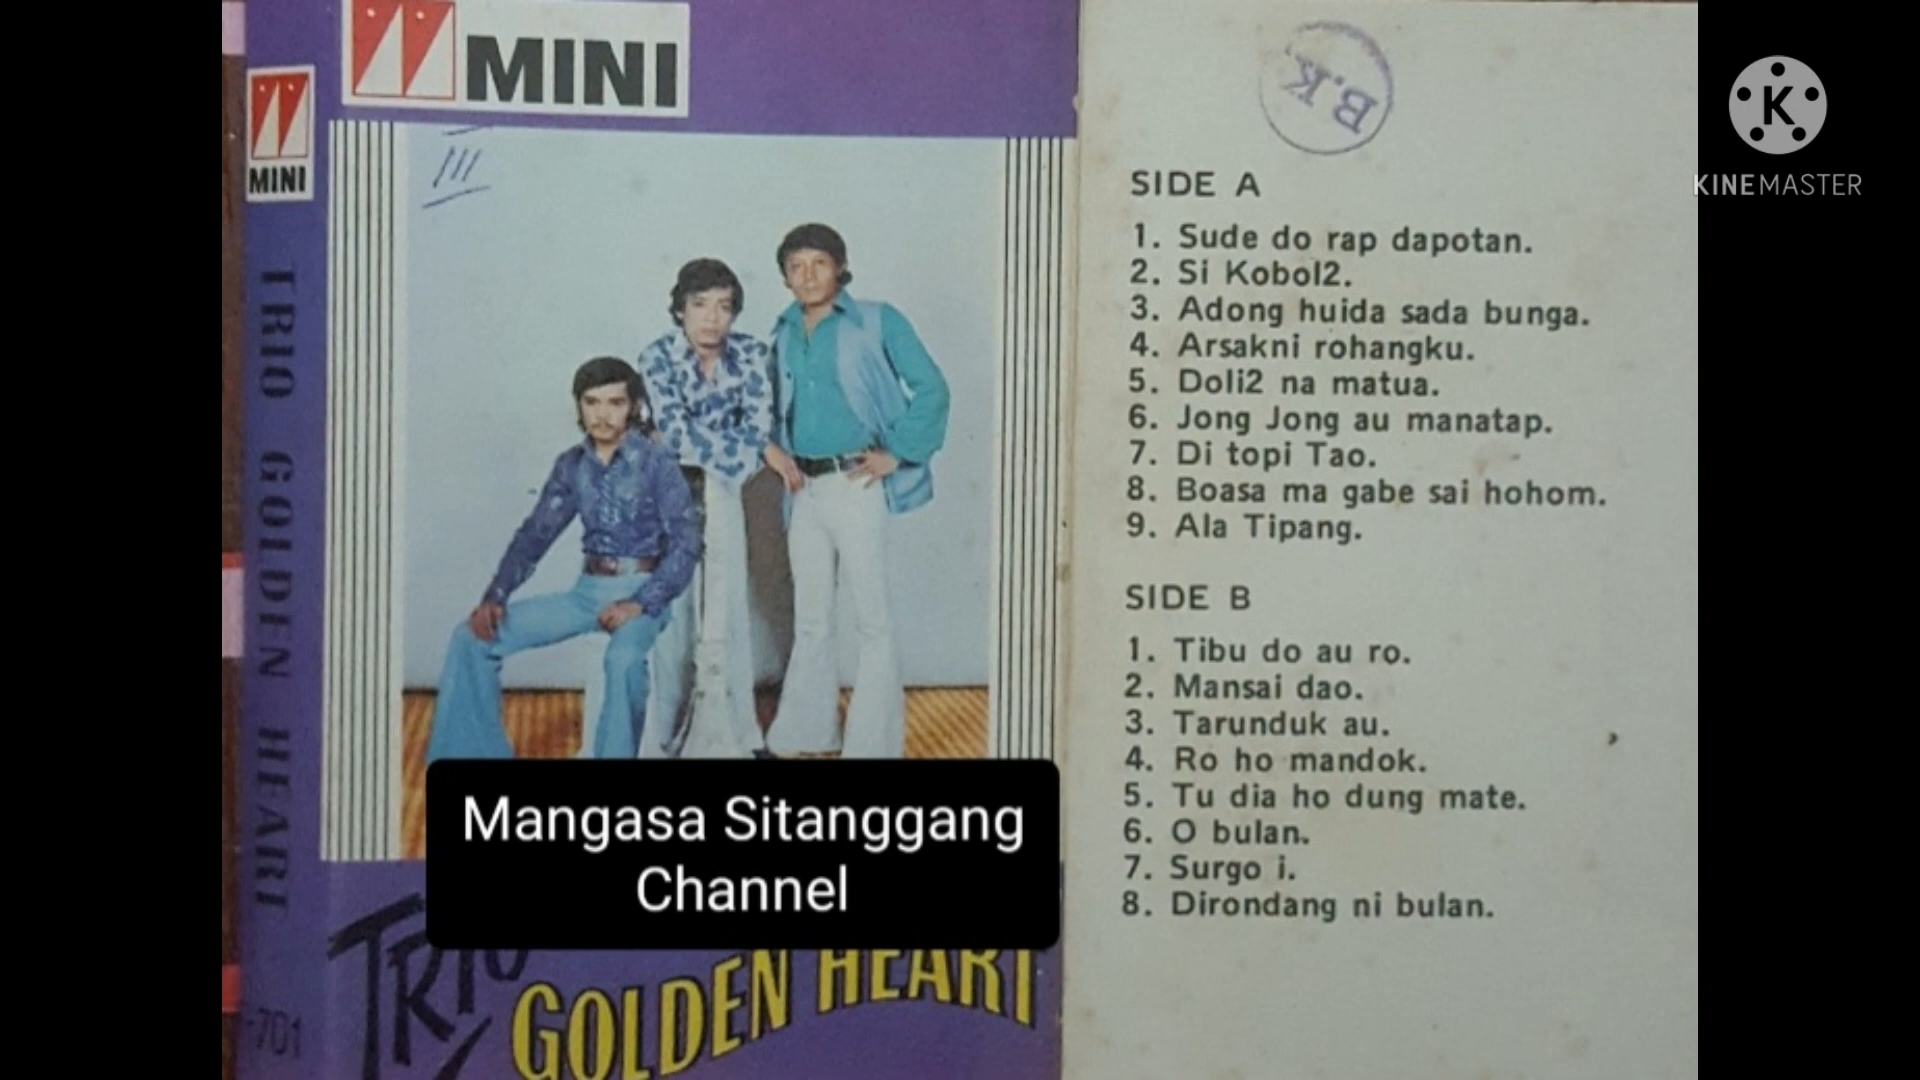 MINI
MINI
TRIO GOLDEN HEART
-701
Mangasa Sitanggang
Channel
TRIO
GOLDEN HEART
B.K.
SIDE A
1. Sude do rap dapotan.
2. Si Kobol2.
3. Adong huida sada bunga.
4. Arsakni rohangku.
5. Doli2 na matua.
6. Jong Jong au manatap.
7. Di topi Tao.
8. Boasa ma gabe sai hohom.
9. Ala Tipang.
SIDE B
1. Tibu do au ro.
2. Mansai dao.
3. Tarunduk au.
4. Ro ho mandok.
5. Tu dia ho dung mate.
6. O bulan.
7. Surgo i.
8. Dirondang ni bulan.
K
KINEMASTER